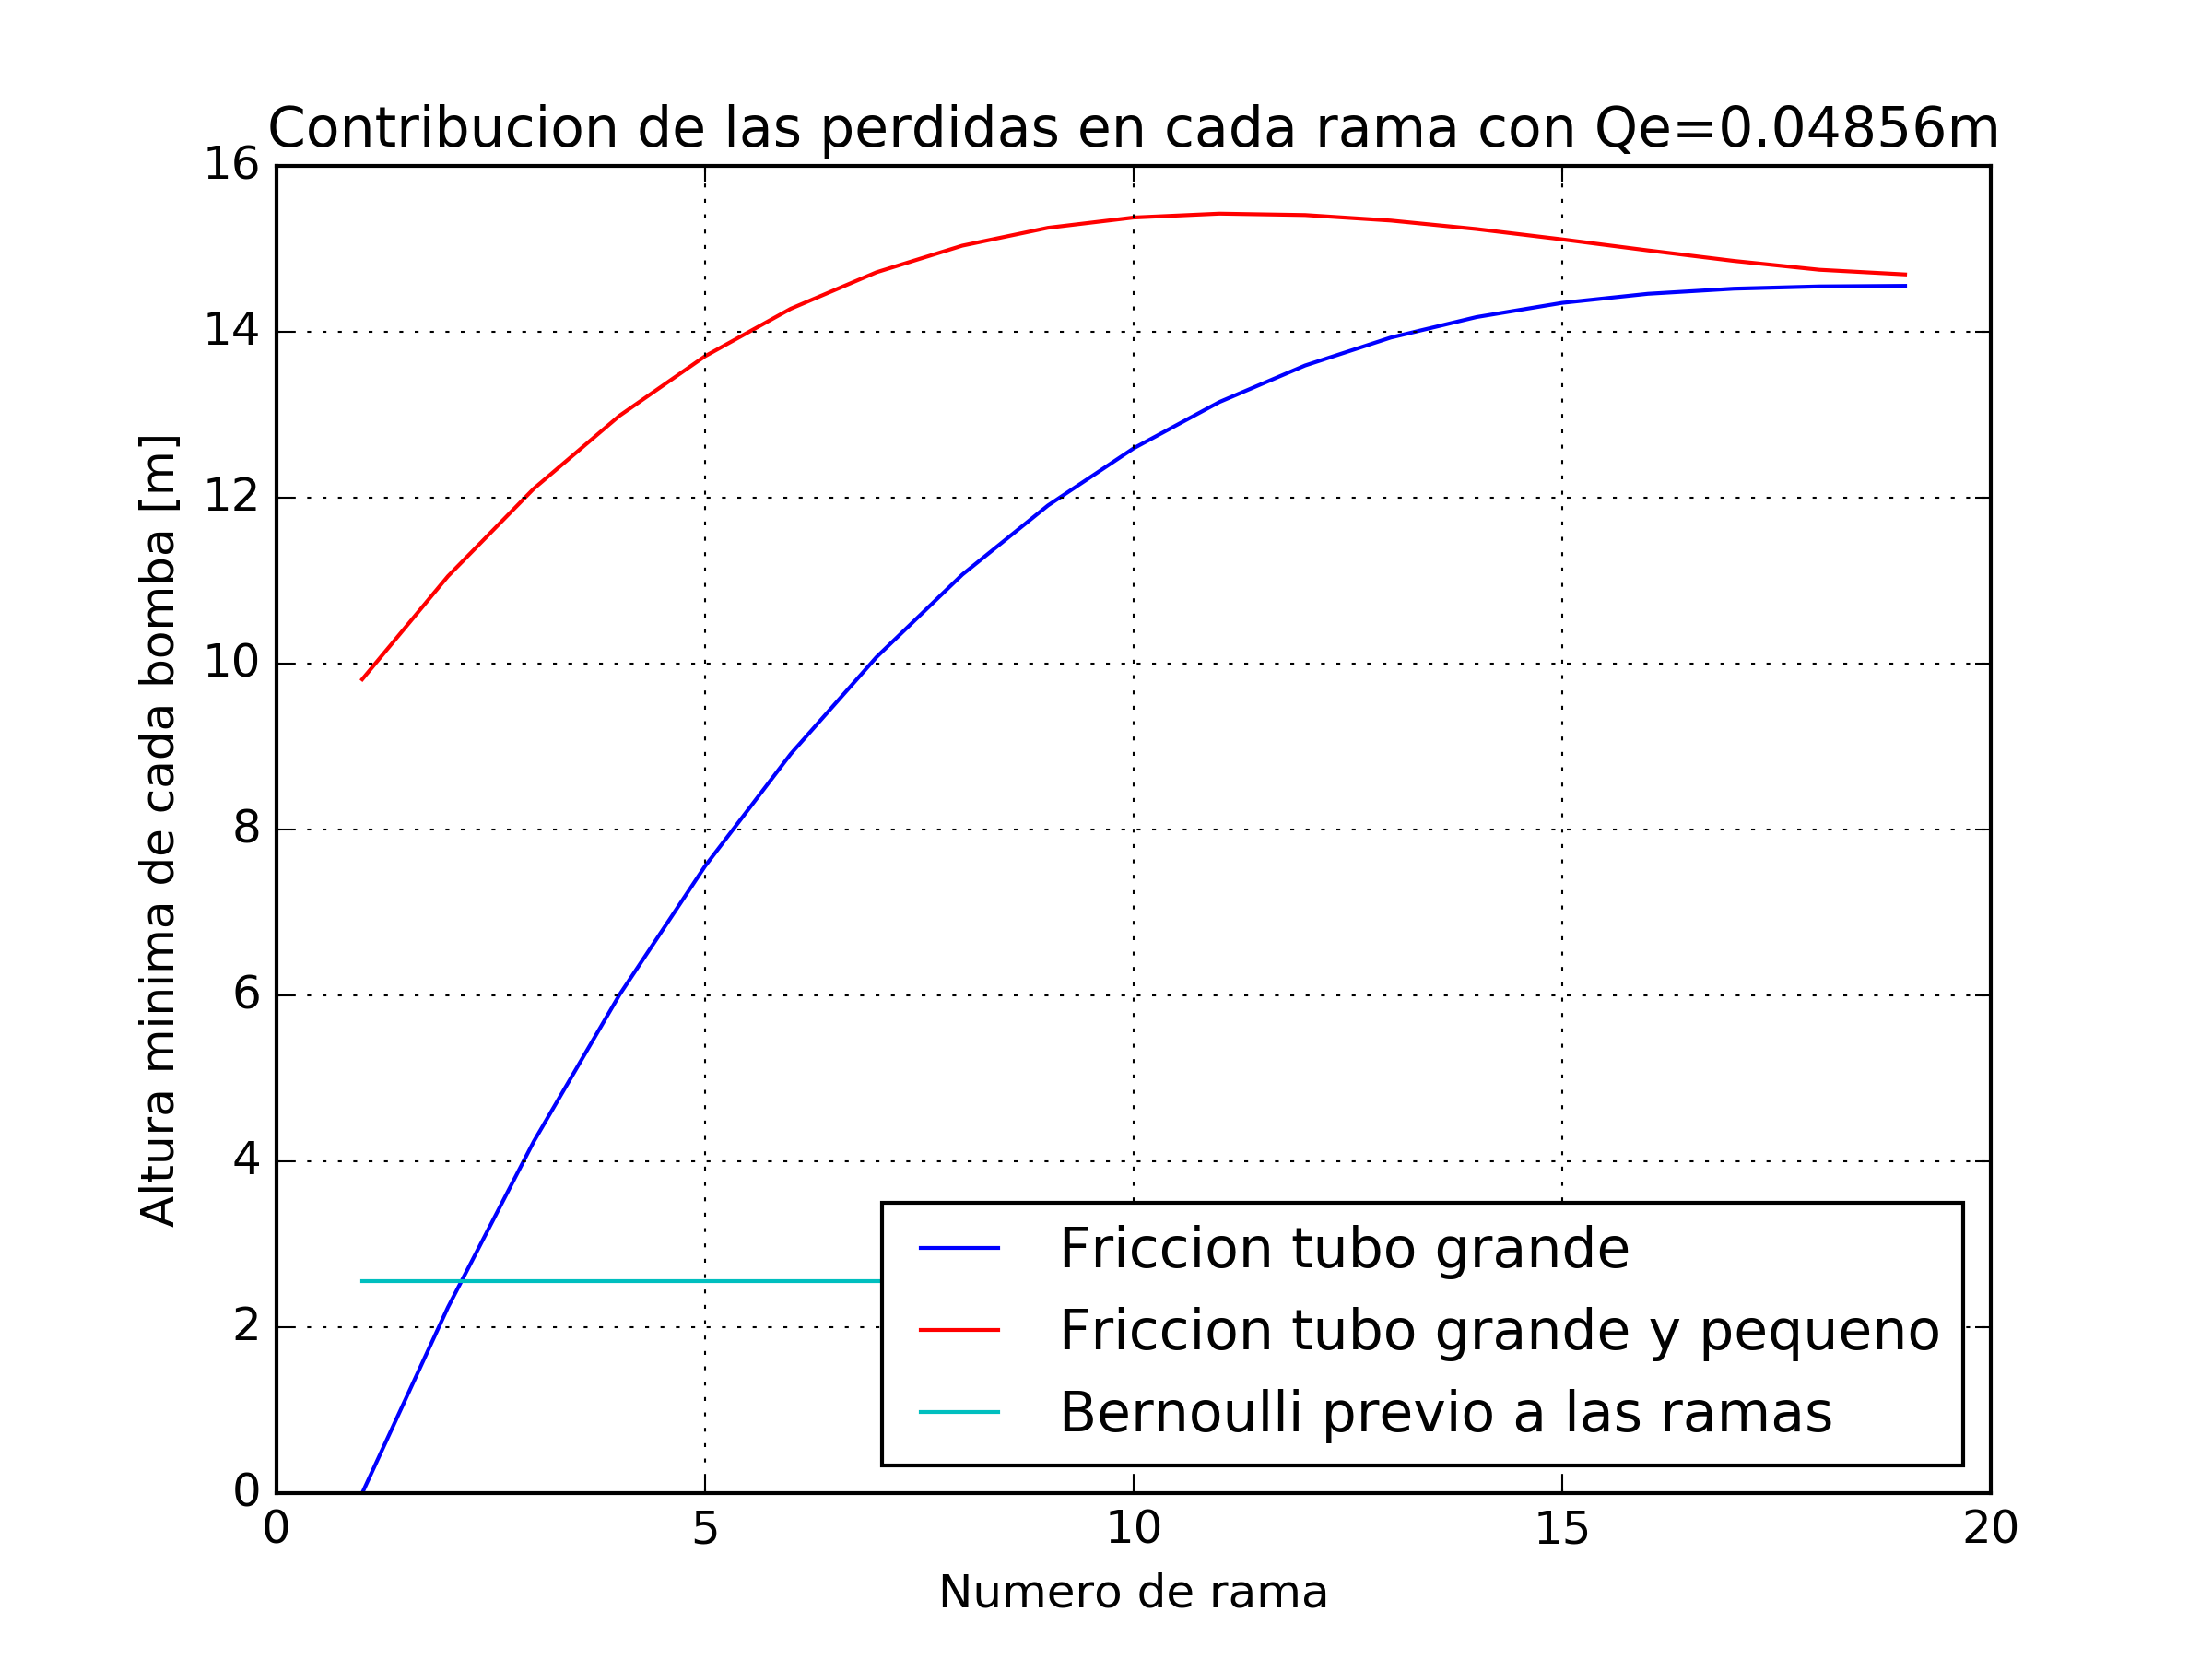 Contribucion de las perdidas en cada rama con Qe=0.04856m
16
14
12
10
8
6
4
2
0
Altura minima de cada bomba [m]
Friccion tubo grande
Friccion tubo grande y pequeno
Bernoulli previo a las ramas
0 5 10 15 20
Numero de rama